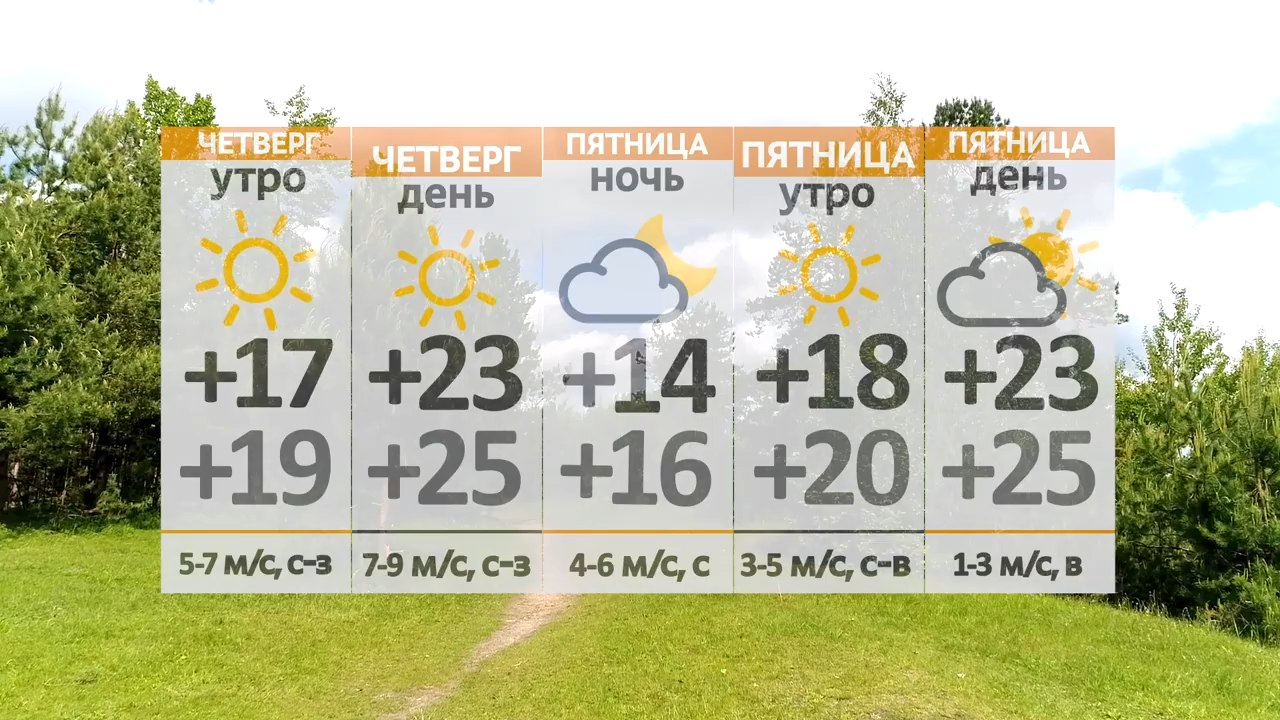 ЧЕТВЕРГ
утро
+17
+19
5-7 м/с, с-з
ЧЕТВЕРГ
день
+23
+25
7-9 м/с, с-з
ПЯТНИЦА
ночь
+14
+16
4-6 м/с, с
ПЯТНИЦА
утро
+18
+20
3-5 м/с, с-в
ПЯТНИЦА
день
+23
+25
1-3 м/с, в